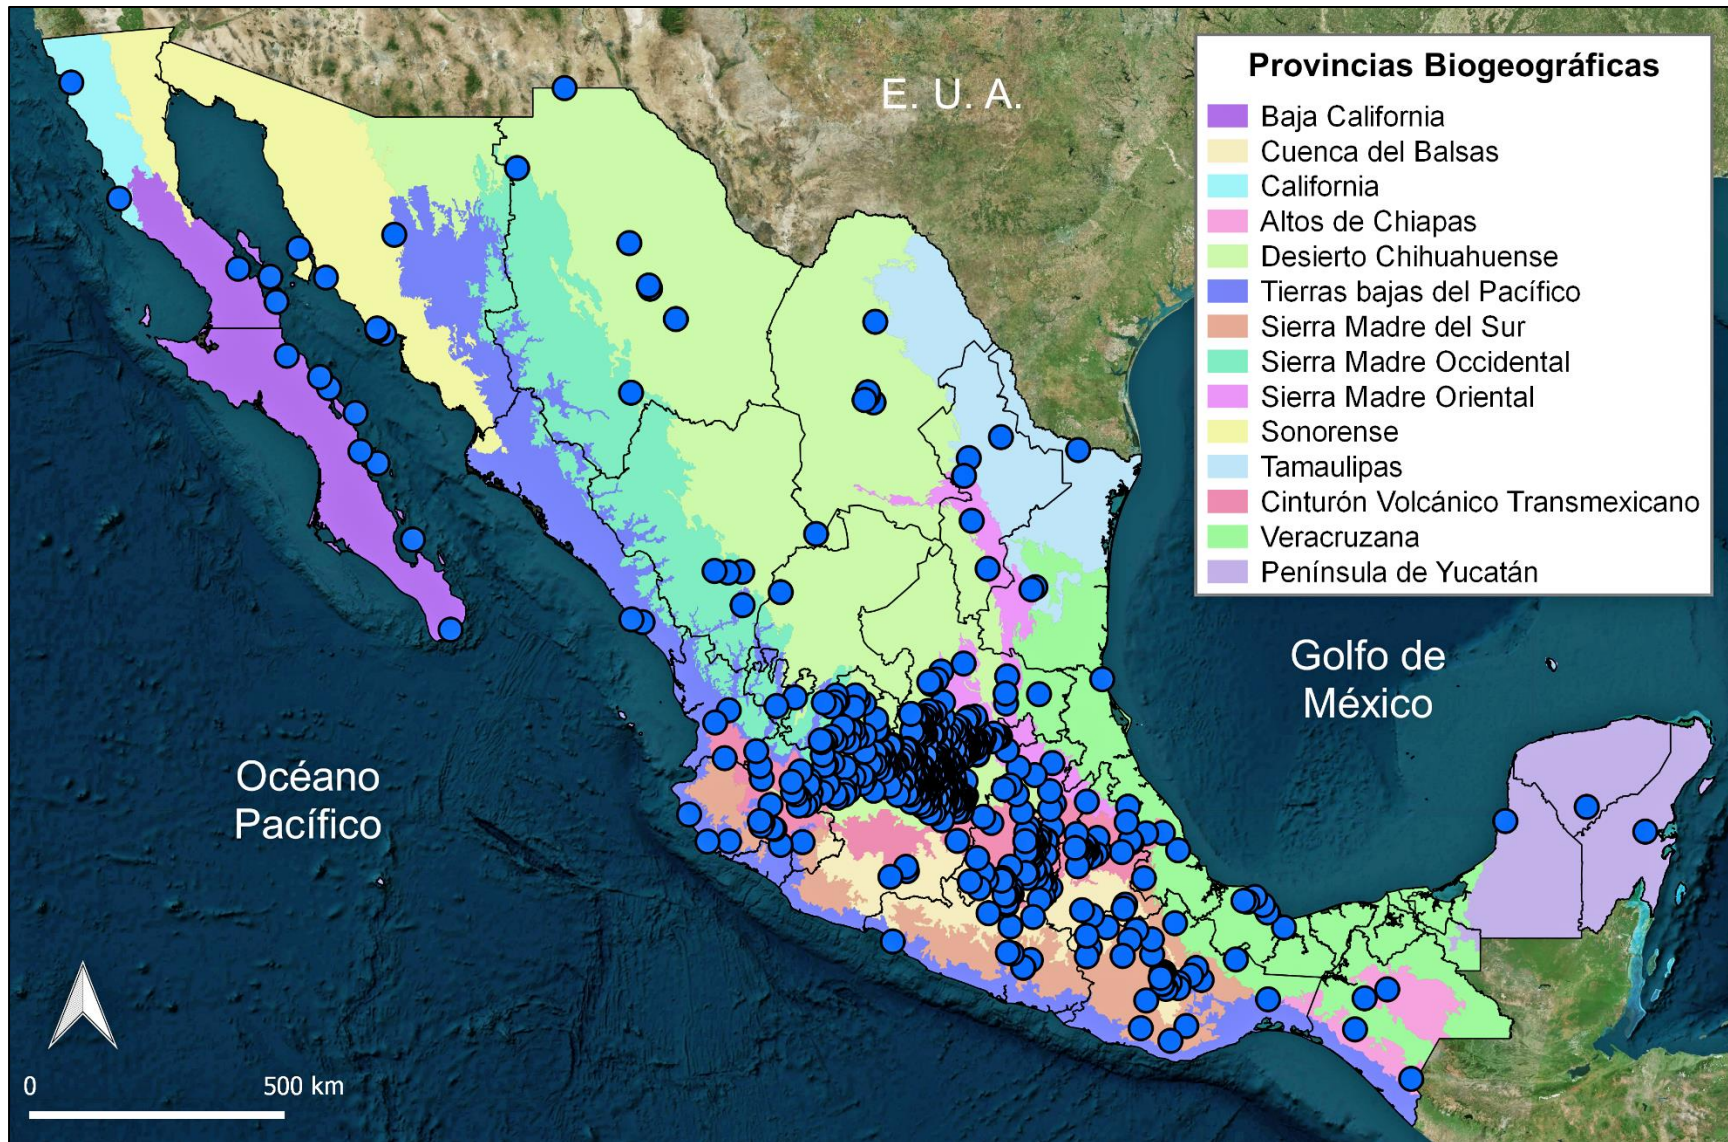 E. U. A.
Provincias Biogeográficas
Baja California
Cuenca del Balsas
California
Altos de Chiapas
Desierto Chihuahuense
Tierras bajas del Pacífico
Sierra Madre del Sur
Sierra Madre Occidental
Sierra Madre Oriental
Sonorense
Tamaulipas
Cinturón Volcánico Transmexicano
Veracruzana
Península de Yucatán
Golfo de
México
Océano
Pacífico
0 500 km